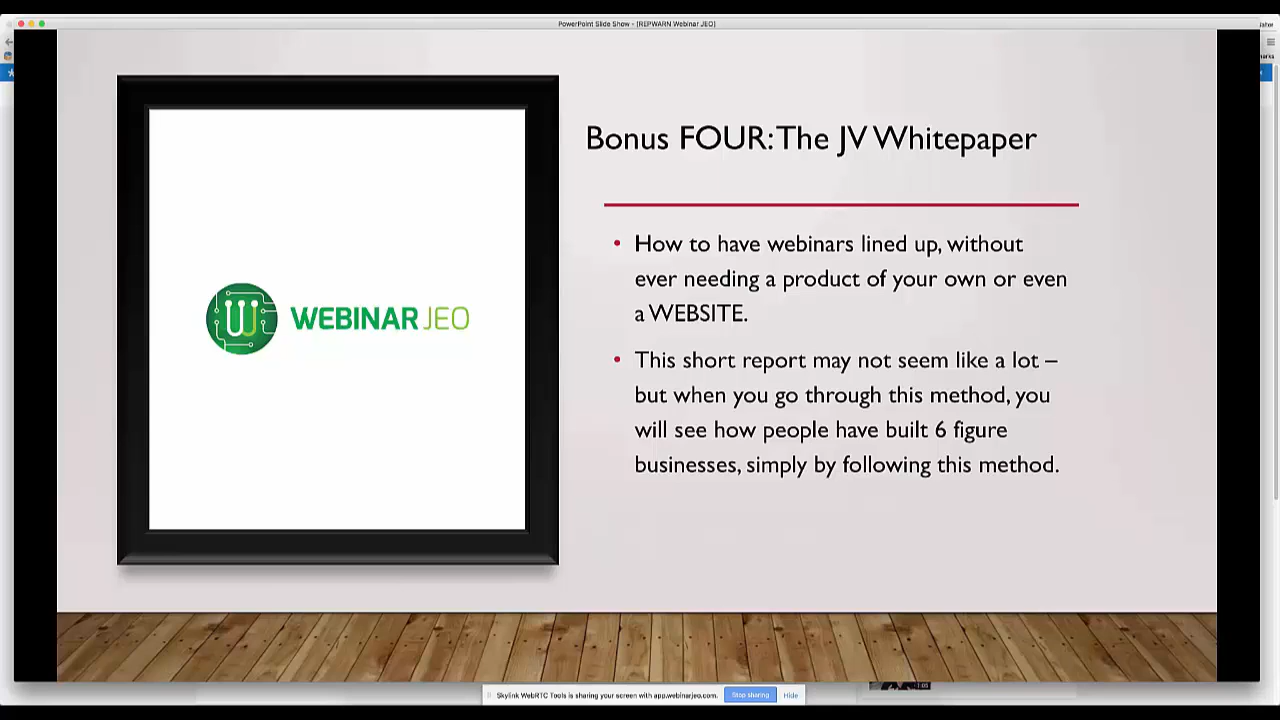 PowerPoint Slide Show - [REPWARN Webinar JEO]
Bonus FOUR: The JV Whitepaper
• How to have webinars lined up, without
ever needing a product of your own or even
a WEBSITE.
• This short report may not seem like a lot –
but when you go through this method, you
will see how people have built 6 figure
businesses, simply by following this method.
WEBINAR JEO
Skylink WebRTC Tools is sharing your screen with app.webinarjeo.com.
Stop sharing
Hide
1:05